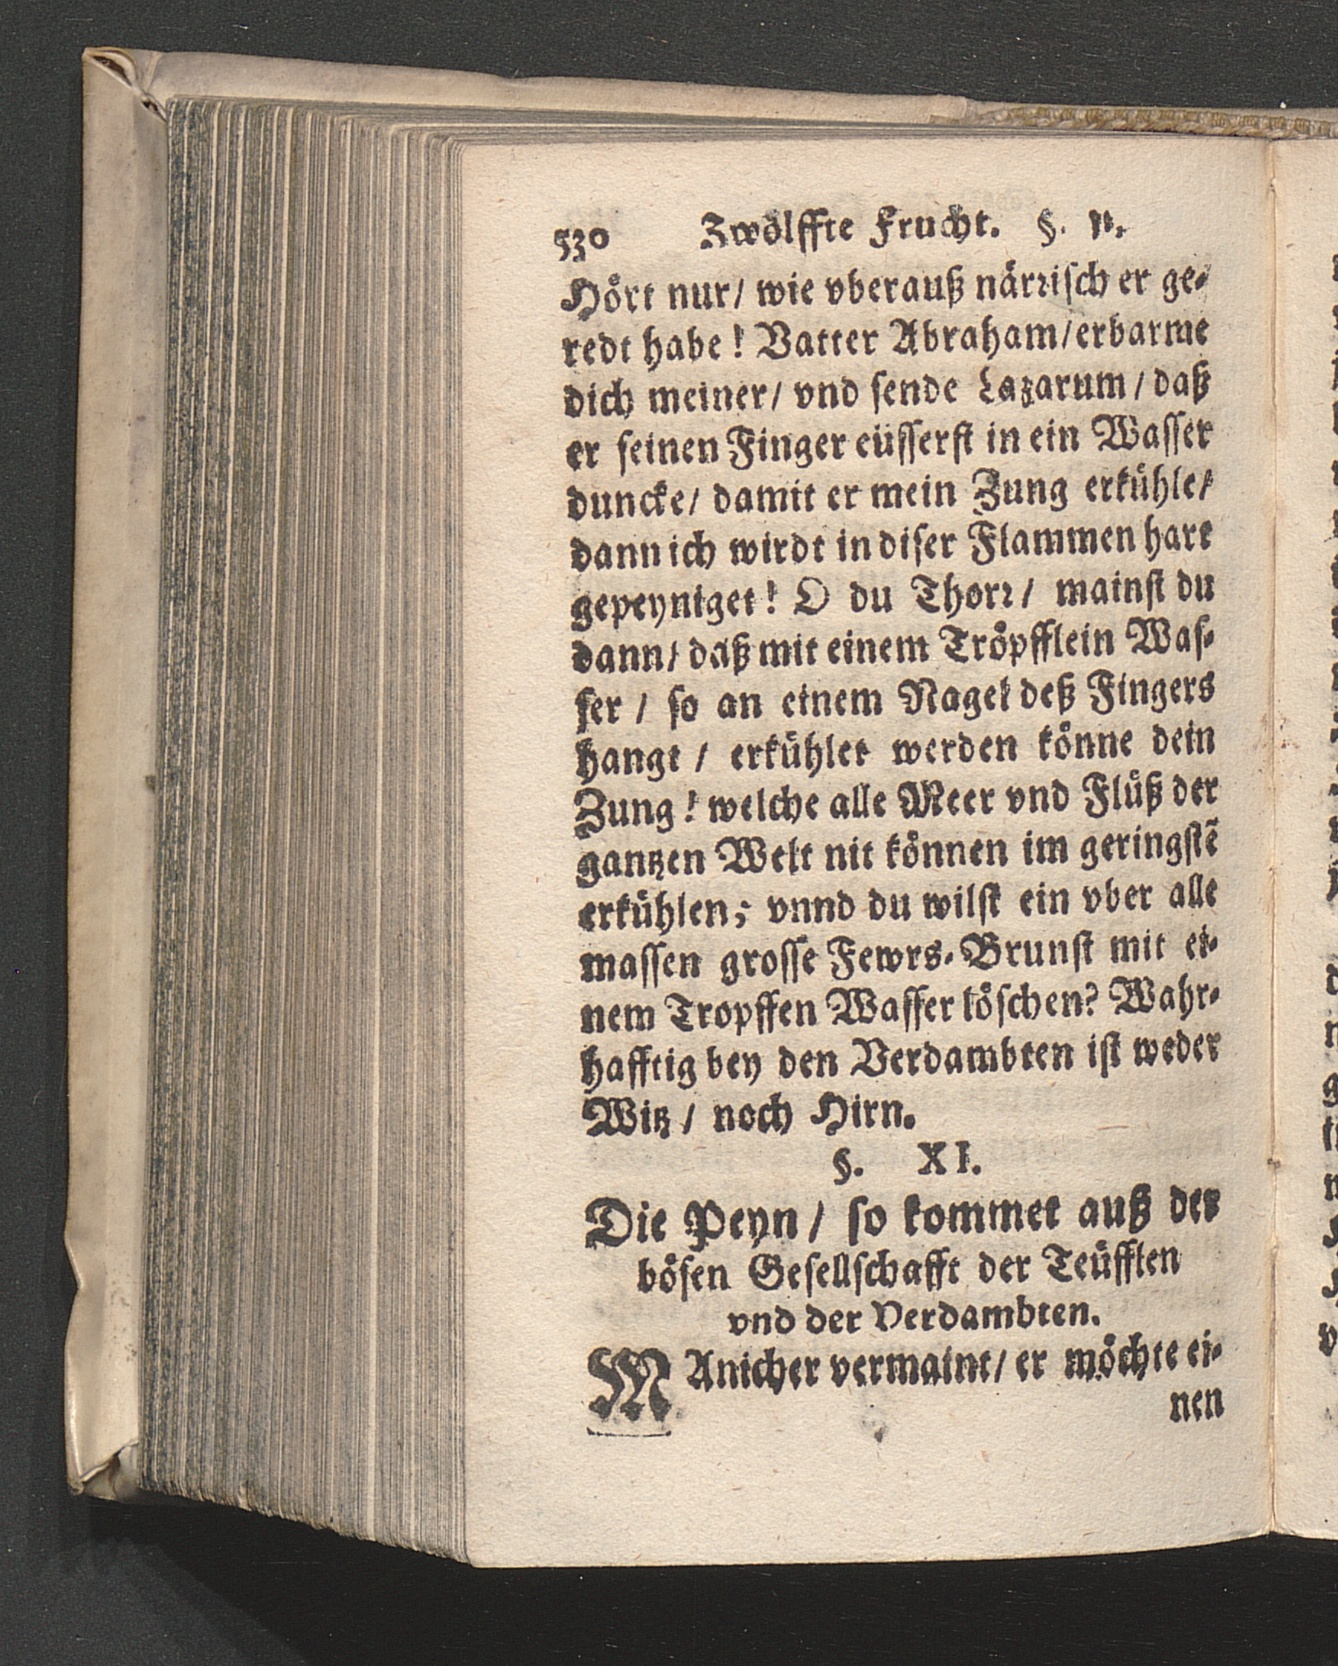 530 Zwölffte Frucht. §.
Hört nur/ wie vberauß närrisch er ge-
redt habe! Vatter Abraham/erbarme
dich meiner/ vnd sende Lazarum/ daß
er seinen Finger eüsserst in ein Wasser
duncke/ damit er mein Zung erkühle/
dann ich wirdt in diser Flammen hart
gepeyniget! O du Thorr/ mainst du
dann/ daß mit einem Tröpfflein Was-
ser / so an einem Nagel deß Fingers
hangt / erkühlet werden könne dein
Zung! welche alle Meer vnd Flüß der
gantzen Welt nit können im geringstẽ
erkühlen; vnnd du wilst ein vber alle
massen grosse Fewrs-Brunst mit ei-
nem Tropffen Wasser löschen? Wahr-
hafftig bey den Verdambten ist weder
Witz / noch Hirn.
§. XI.
Die Peyn / so kommet auß der
bösen Gesellschafft der Teüfflen
vnd der Verdambten.
MAnicher vermaint/ er möchte ei-
nen